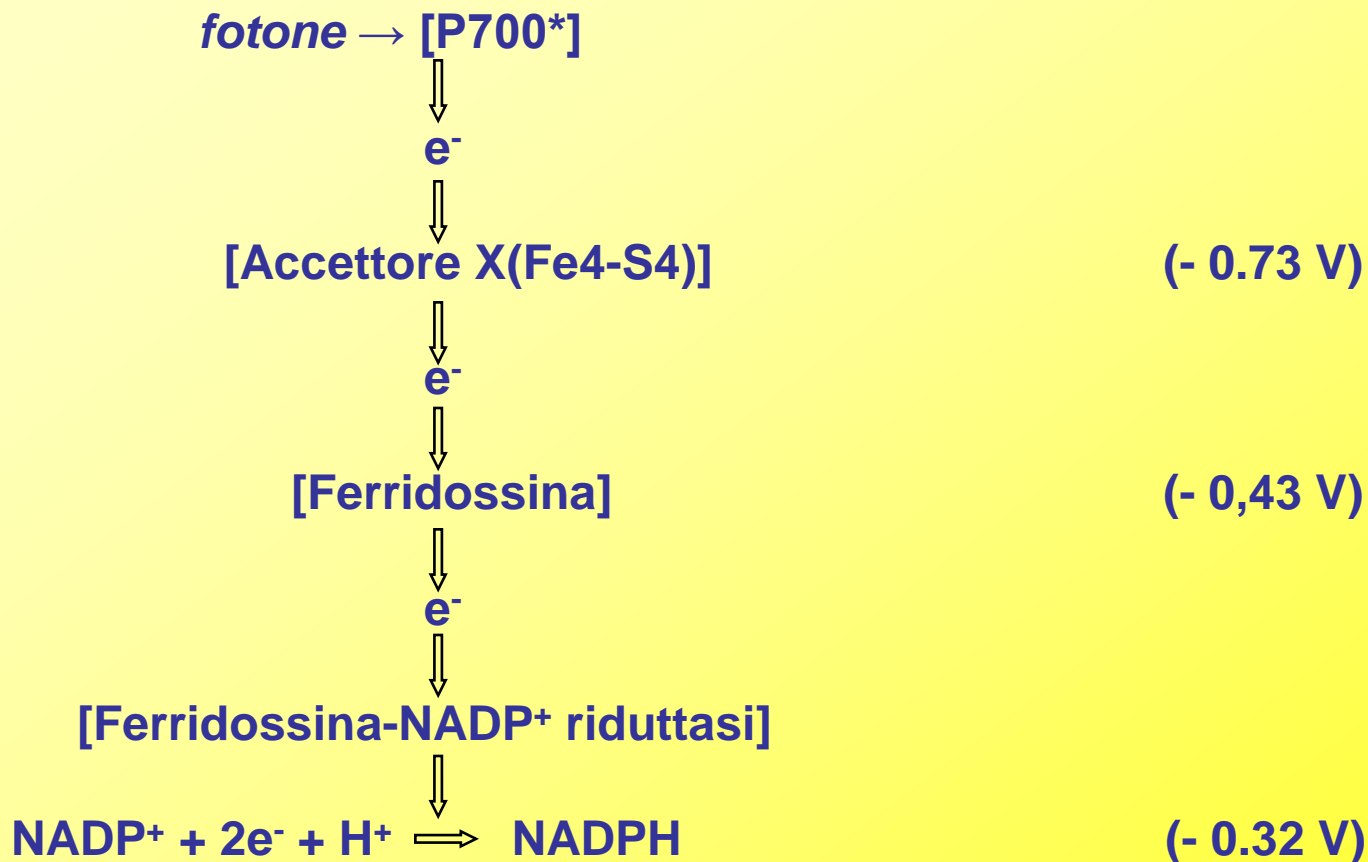 fotone → [P700*]
e-
[Accettore X(Fe4-S4)] (- 0.73 V)
e-
[Ferridossina] (- 0,43 V)
e-
[Ferridossina-NADP+ riduttasi]
NADP+ + 2e- + H+ ⇒ NADPH (- 0.32 V)